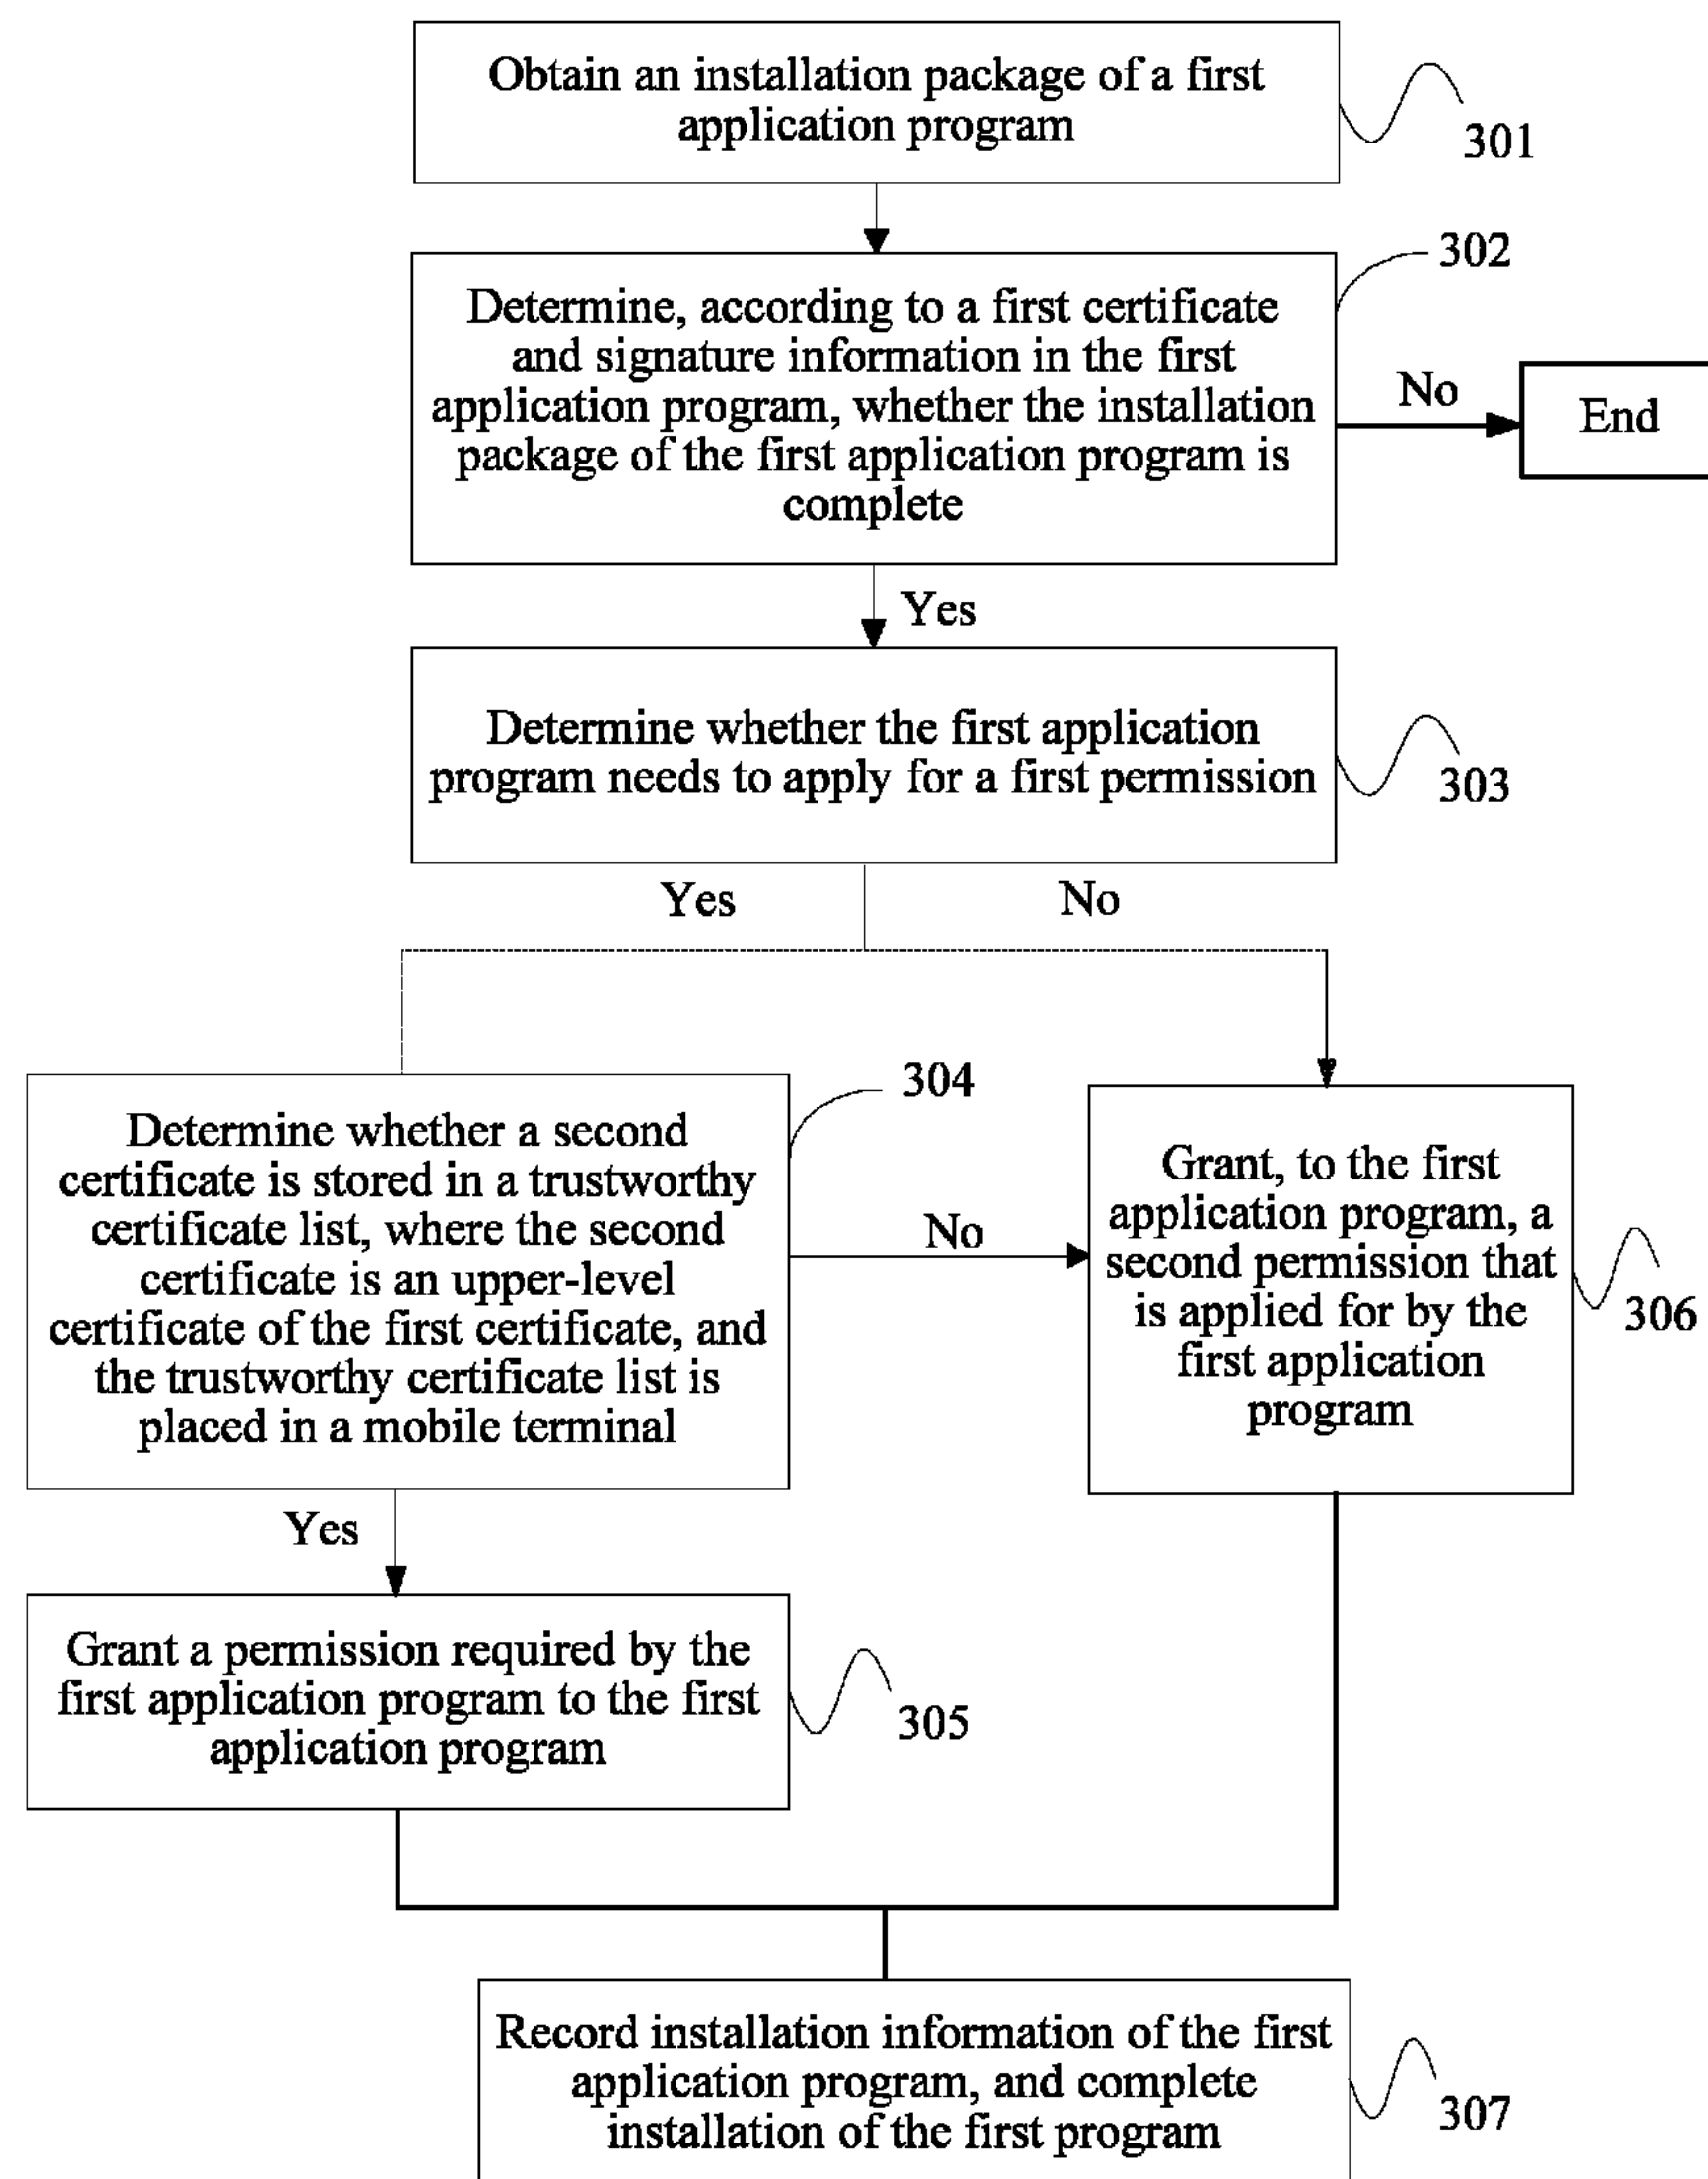 Obtain an installation package of a first
application program
301
302
Determine, according to a first certificate
and signature information in the first
application program, whether the installation
package of the first application program is
complete
No
End
Yes
Determine whether the first application
program needs to apply for a first permission
303
Yes
No
304
Determine whether a second
certificate is stored in a trustworthy
certificate list, where the second
certificate is an upper-level
certificate of the first certificate, and
the trustworthy certificate list is
placed in a mobile terminal
No
Grant, to the first
application program, a
second permission that
is applied for by the
first application
program
306
Yes
Grant a permission required by the
first application program to the first
application program
305
Record installation information of the first
application program, and complete
installation of the first program
307